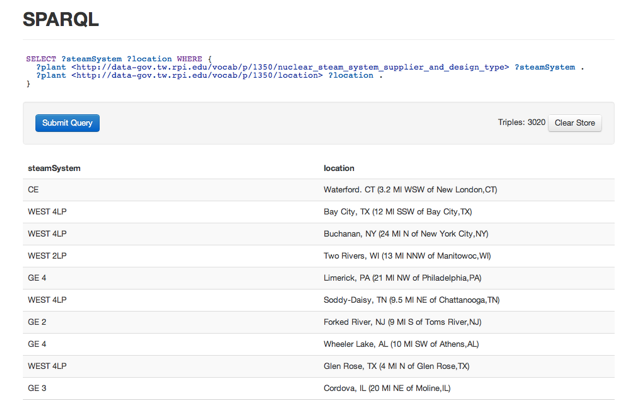 SPARQL
SELECT ?steamSystem ?location WHERE {
?plant <http://data-gov.tw.rpi.edu/vocab/p/1350/nuclear_steam_system_supplier_and_design_type> ?steamSystem .
?plant <http://data-gov.tw.rpi.edu/vocab/p/1350/location> ?location .
}
Submit Query Triples: 3020 Clear Store
steamSystem location
CE Waterford. CT (3.2 MI WSW of New London,CT)
WEST 4LP Bay City, TX (12 MI SSW of Bay City,TX)
WEST 4LP Buchanan, NY (24 MI N of New York City,NY)
WEST 2LP Two Rivers, WI (13 MI NNW of Manitowoc,WI)
GE 4 Limerick, PA (21 MI NW of Philadelphia,PA)
WEST 4LP Soddy-Daisy, TN (9.5 MI NE of Chattanooga,TN)
GE 2 Forked River, NJ (9 MI S of Toms River,NJ)
GE 4 Wheeler Lake, AL (10 MI SW of Athens,AL)
WEST 4LP Glen Rose, TX (4 MI N of Glen Rose,TX)
GE 3 Cordova, IL (20 MI NE of Moline,IL)